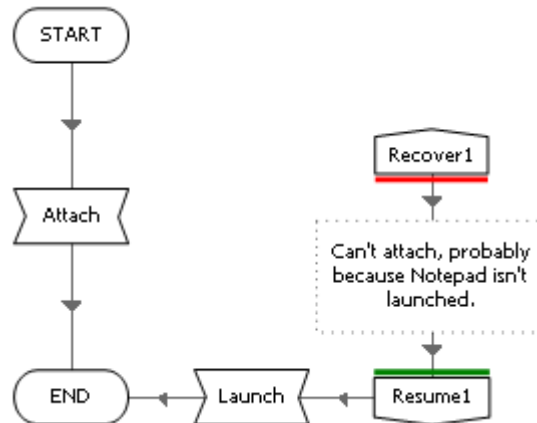 START
Attach
Recover1
Can't attach, probably
because Notepad isn't
launched.
END
Launch
Resume1